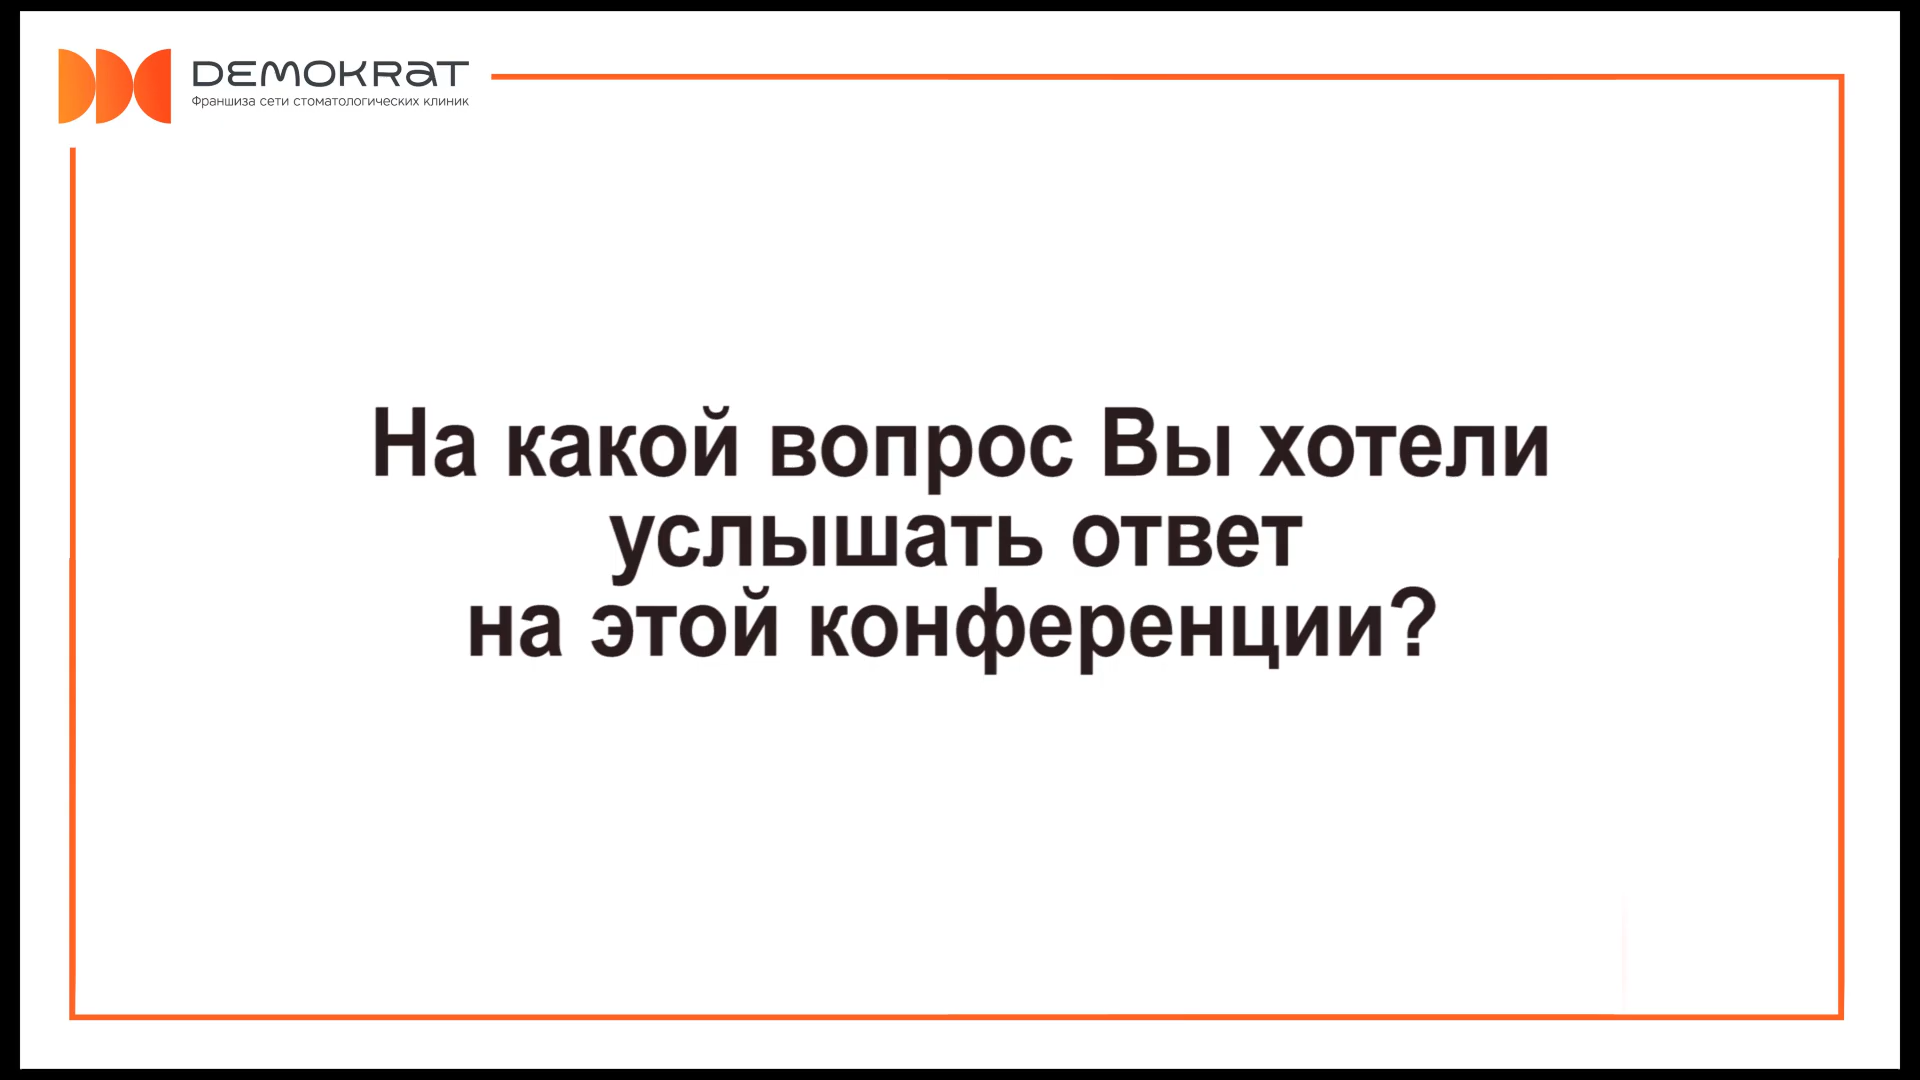 DEMOKRAT
Франшиза сети стоматологических клиник
На какой вопрос Вы хотели
услышать ответ
на этой конференции?